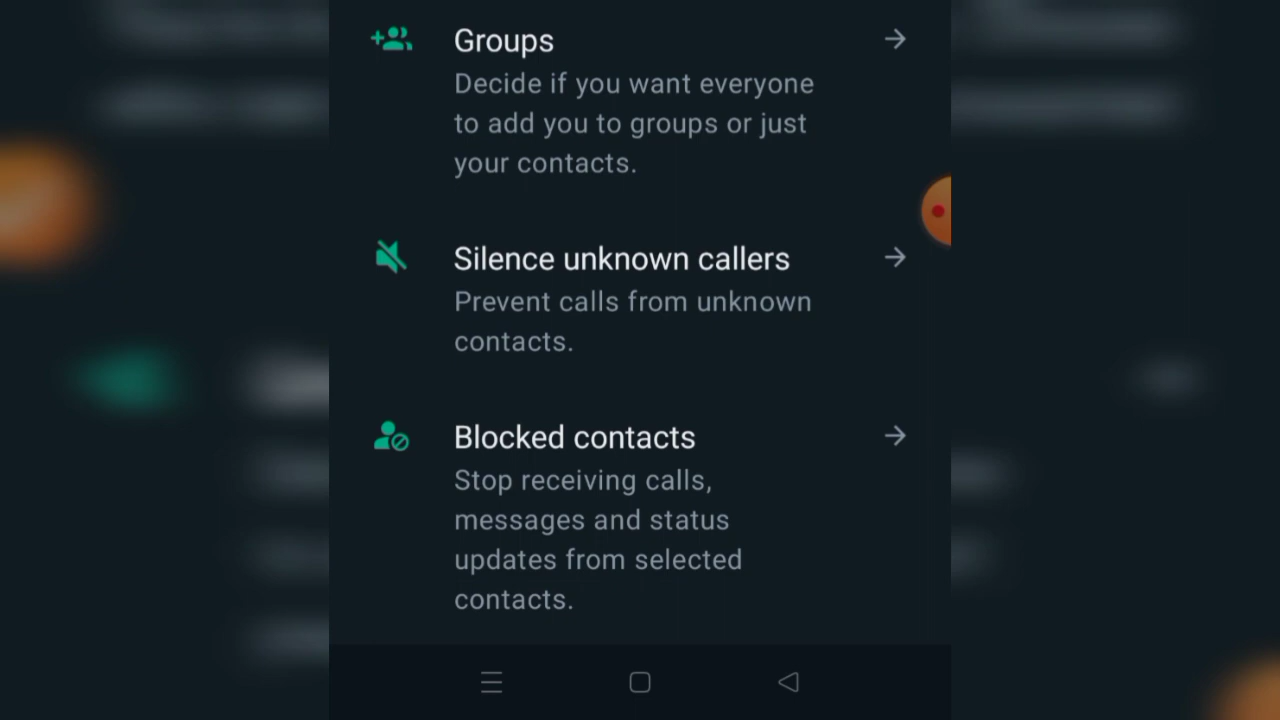 Groups
Decide if you want everyone
to add you to groups or just
your contacts.
Silence unknown callers
Prevent calls from unknown
contacts.
Blocked contacts
Stop receiving calls,
messages and status
updates from selected
contacts.